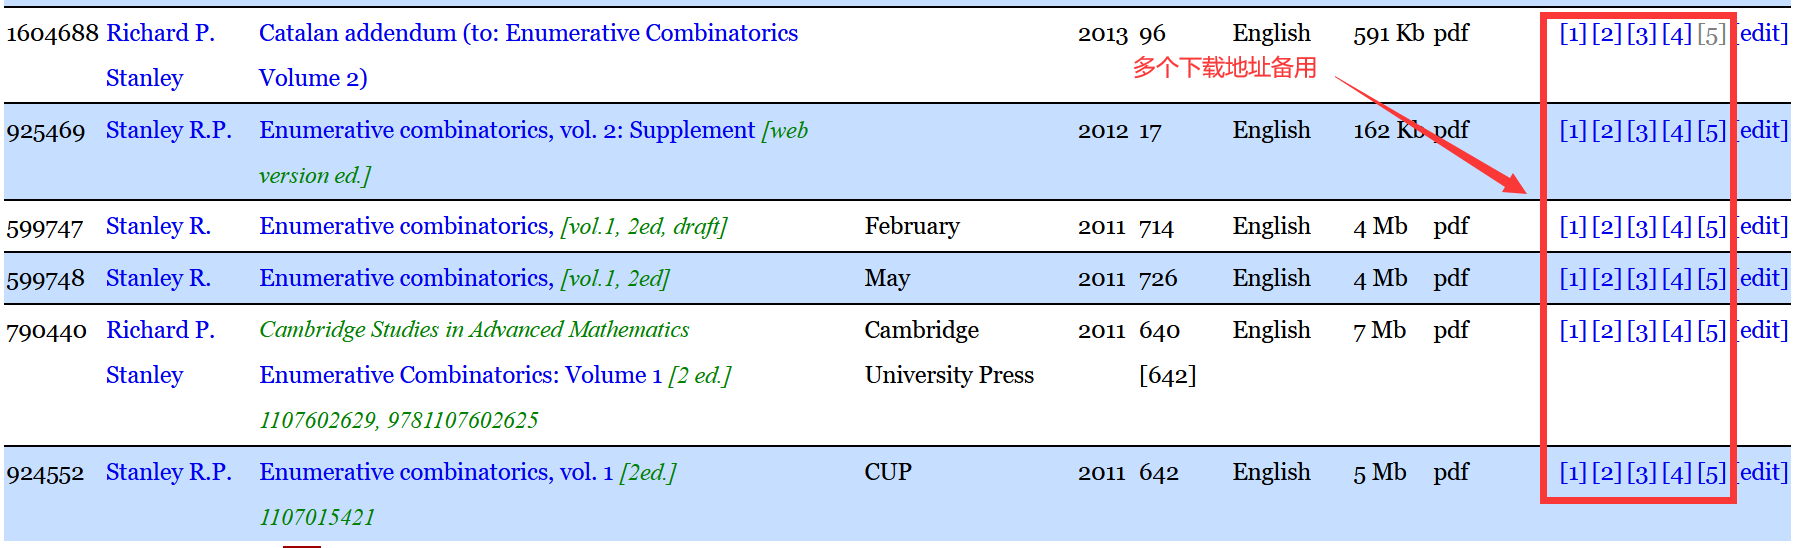 1604688 Richard P. Catalan addendum (to: Enumerative Combinatorics 2013 96 English 591 Kb pdf [1] [2] [3] [4] [5] [edit]
Stanley Volume 2)
多个下载地址备用
925469 Stanley R.P. Enumerative combinatorics, vol. 2: Supplement [web 2012 17 English 162 Kb pdf [1] [2] [3] [4] [5] [edit]
version ed.]
599747 Stanley R. Enumerative combinatorics, [vol.1, 2ed, draft] February 2011 714 English 4 Mb pdf [1] [2] [3] [4] [5] [edit]
599748 Stanley R. Enumerative combinatorics, [vol.1, 2ed] May 2011 726 English 4 Mb pdf [1] [2] [3] [4] [5] [edit]
790440 Richard P. Cambridge Studies in Advanced Mathematics Cambridge 2011 640 English 7 Mb pdf [1] [2] [3] [4] [5] [edit]
Stanley Enumerative Combinatorics: Volume 1 [2 ed.] University Press [642]
1107602629, 9781107602625
924552 Stanley R.P. Enumerative combinatorics, vol. 1 [2ed.] CUP 2011 642 English 5 Mb pdf [1] [2] [3] [4] [5] [edit]
1107015421